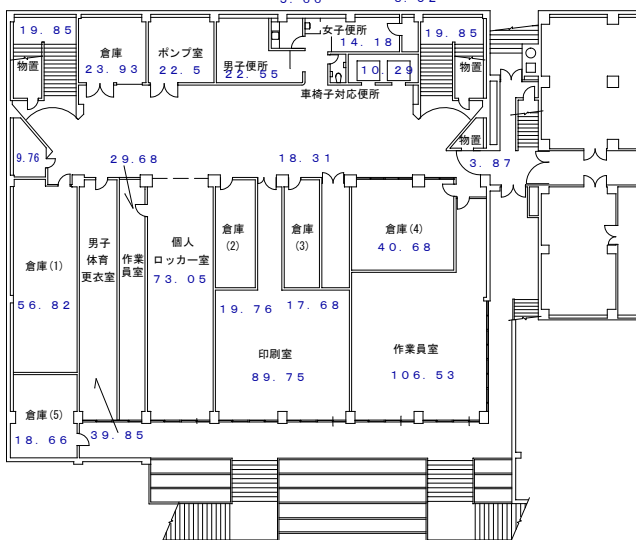 女子便所
19.85
倉庫
ポンプ室
14.18
19.85
物置
23.93
22.5
男子便所
22.55
10.29
物置
車椅子対応便所
物置
9.76
29.68
18.31
3.87
倉庫(1)
56.82
男子
体育
更衣室
作業
員室
個人
ロッカー室
73.05
倉庫
(2)
倉庫
(3)
倉庫(4)
40.68
19.76
17.68
印刷室
89.75
作業員室
106.53
倉庫(5)
18.66
39.85